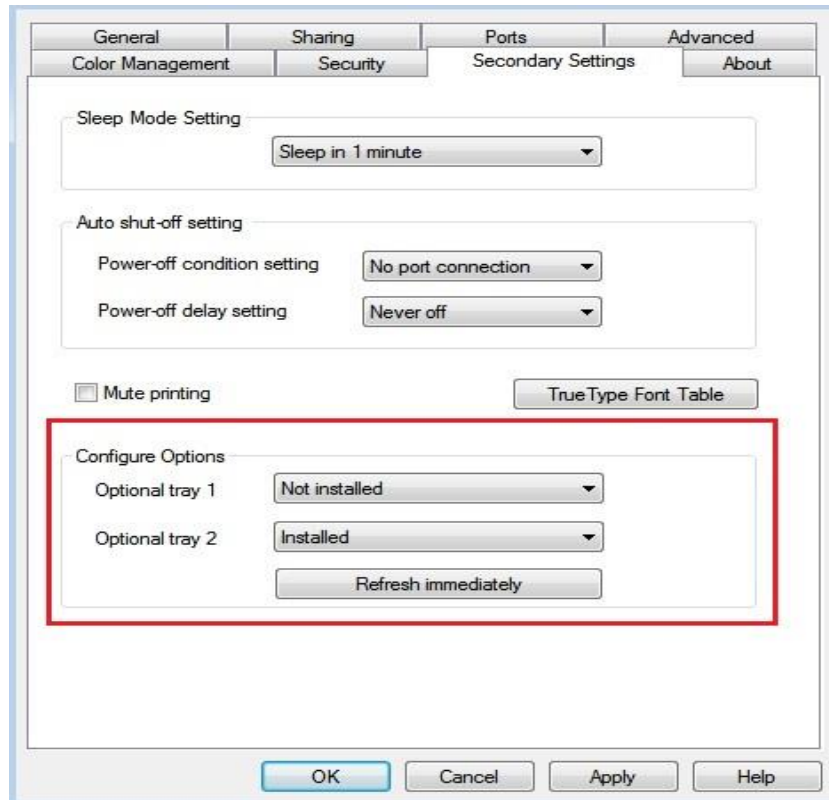 General Sharing Ports Advanced
Color Management Security Secondary Settings About
Sleep Mode Setting
Sleep in 1 minute
Auto shut-off setting
Power-off condition setting No port connection
Power-off delay setting Never off
Mute printing TrueType Font Table
Configure Options
Optional tray 1 Not installed
Optional tray 2 Installed
Refresh immediately
OK Cancel Apply Help